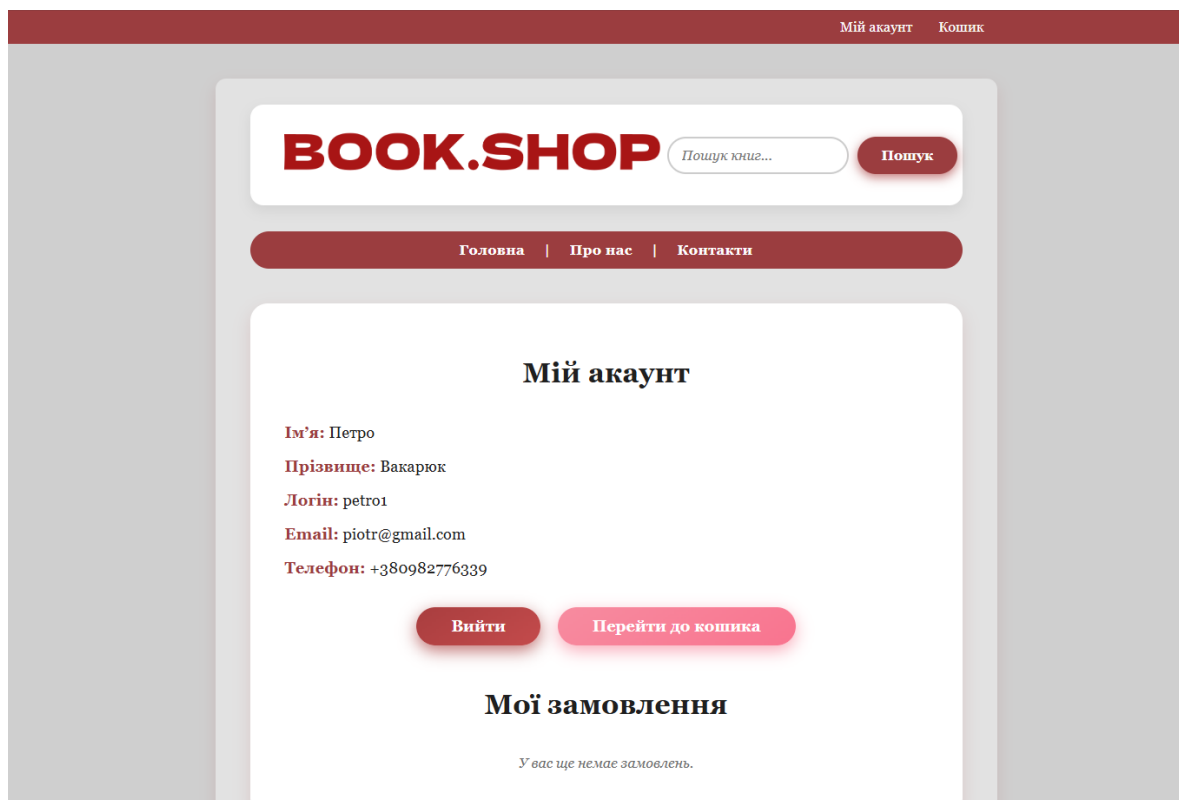 Мій акаунт Кошик
BOOK.SHOP Пошук книг... Пошук
Головна | Про нас | Контакти
Мій акаунт
Ім’я: Петро
Прізвище: Вакарюк
Логін: petro1
Email: piotr@gmail.com
Телефон: +380982776339
Вийти Перейти до кошика
Мої замовлення
У вас ще немає замовлень.